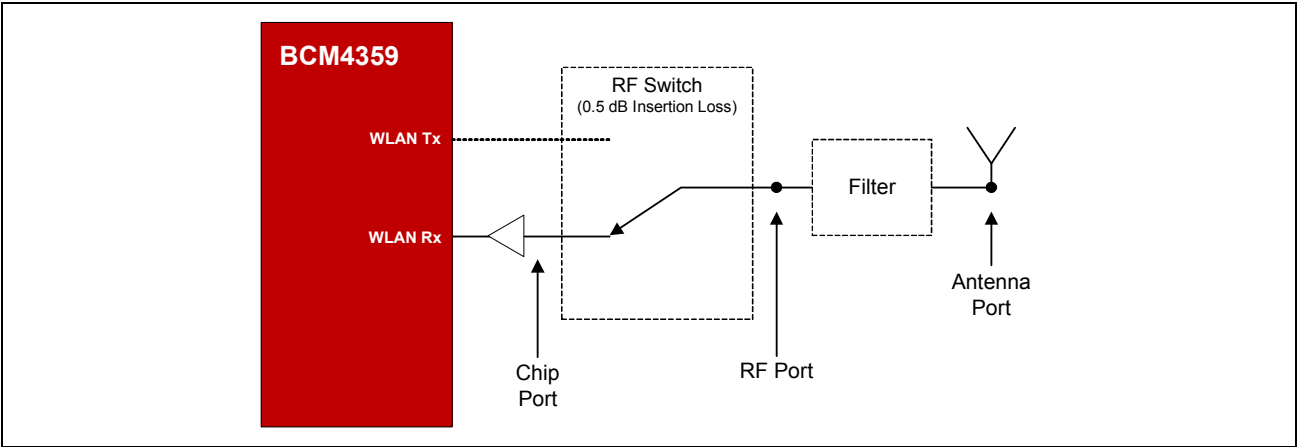 BCM4359
RF Switch
(0.5 dB Insertion Loss)
WLAN Tx
Filter
WLAN Rx
Antenna
Port
RF Port
Chip
Port